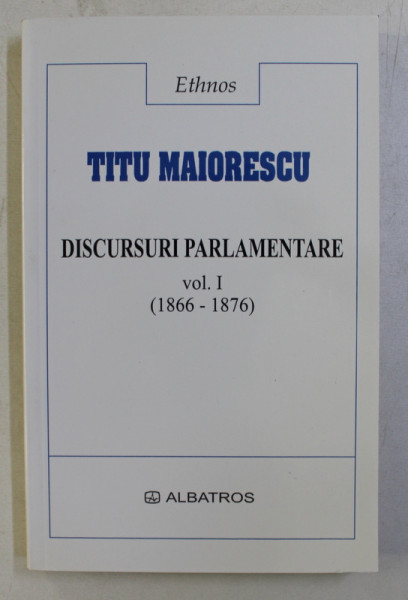 Ethnos
TITU MAIORESCU
DISCURSURI PARLAMENTARE
vol. I
(1866 - 1876)
ALBATROS